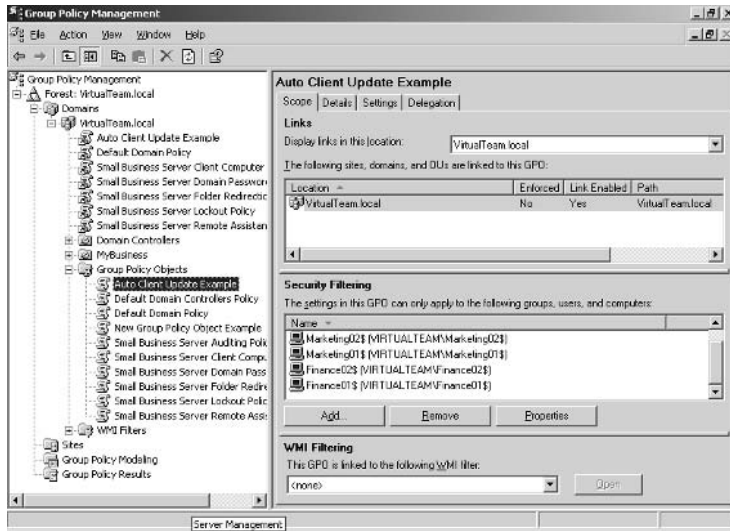 Group Policy Management
File Action View Window Help
Group Policy Management
Forest: VirtualTeam.local
Domains
VirtualTeam.local
Auto Client Update Example
Default Domain Policy
Small Business Server Client Computer
Small Business Server Domain Passwor
Small Business Server Folder Redirectic
Small Business Server Lockout Policy
Small Business Server Remote Assistan
Domain Controllers
MyBusiness
Group Policy Objects
Auto Client Update Example
Default Domain Controllers Policy
Default Domain Policy
New Group Policy Object Example
Small Business Server Auditing Polic
Small Business Server Client Compu
Small Business Server Domain Pass
Small Business Server Folder Redire
Small Business Server Lockout Polic
Small Business Server Remote Assi
WMI Filters
Sites
Group Policy Modeling
Group Policy Results
Auto Client Update Example
Scope Details Settings Delegation
Links
Display links in this location: VirtualTeam.local
The following sites, domains, and OUs are linked to this GPO:
Location Enforced Link Enabled Path
VirtualTeam.local No Yes VirtualTeam.local
Security Filtering
The settings in this GPO can only apply to the following groups, users, and computers:
Name
Marketing02$ (VIRTUALTEAM\Marketing02$)
Marketing01$ (VIRTUALTEAM\Marketing01$)
Finance02$ (VIRTUALTEAM\Finance02$)
Finance01$ (VIRTUALTEAM\Finance01$)
Add... Remove Properties
WMI Filtering
This GPO is linked to the following WMI filter:
<none> Open
Server Management